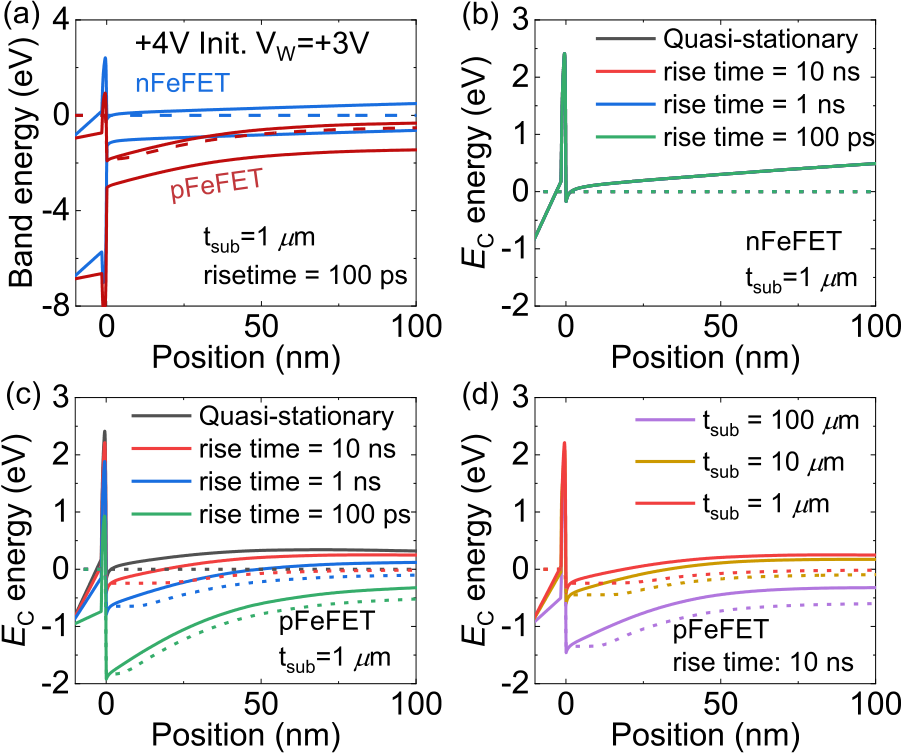 (a)
+4V Init. V_W=+3V
nFeFET
pFeFET
t_sub=1 μm
risetime = 100 ps
Band energy (eV)
4
0
-4
-8
0
50
100
Position (nm)
(b)
Quasi-stationary
rise time = 10 ns
rise time = 1 ns
rise time = 100 ps
nFeFET
t_sub=1 μm
E_C energy (eV)
3
2
1
0
-1
-2
0
50
100
Position (nm)
(c)
Quasi-stationary
rise time = 10 ns
rise time = 1 ns
rise time = 100 ps
pFeFET
t_sub=1 μm
E_C energy (eV)
3
2
1
0
-1
-2
0
50
100
Position (nm)
(d)
t_sub = 100 μm
t_sub = 10 μm
t_sub = 1 μm
pFeFET
rise time: 10 ns
E_C energy (eV)
3
2
1
0
-1
-2
0
50
100
Position (nm)